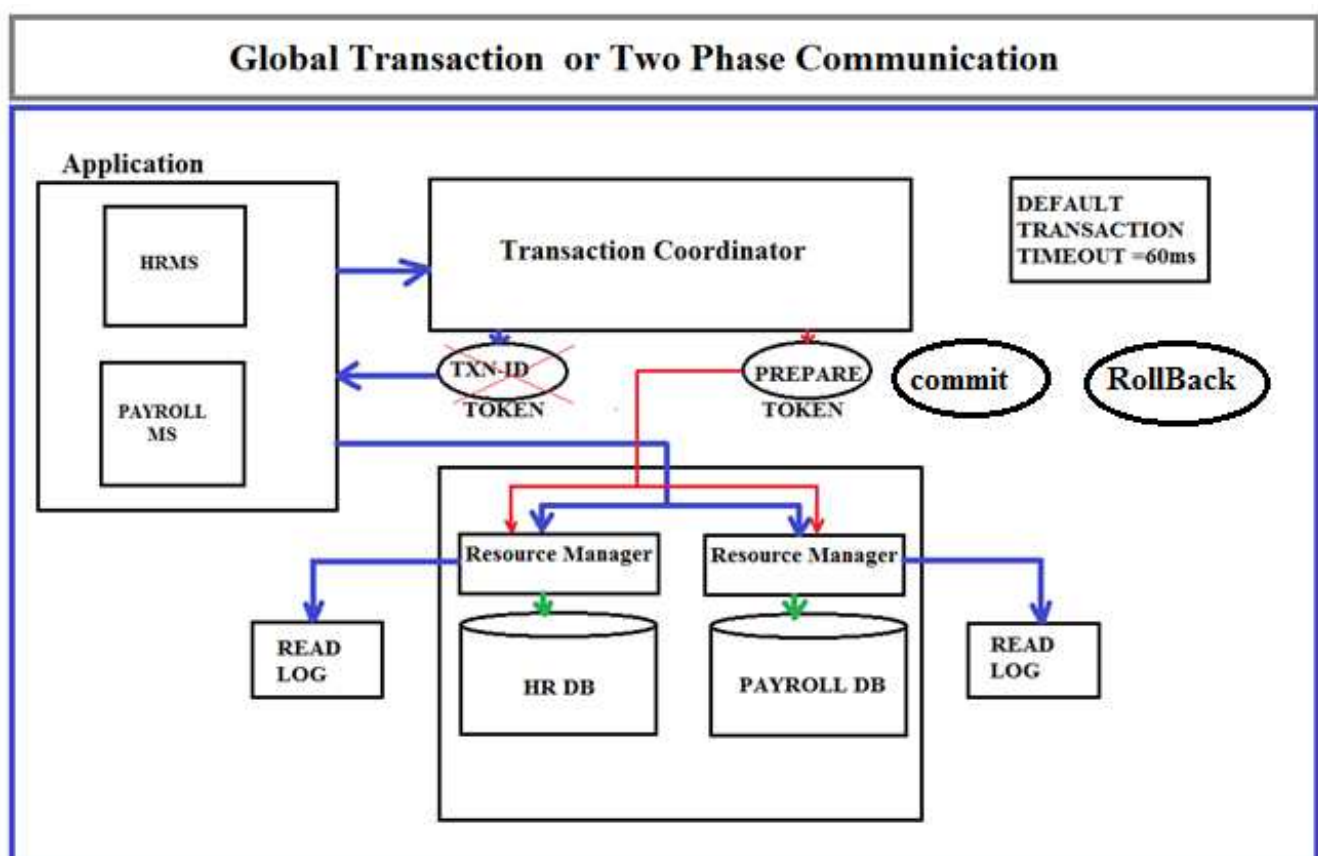 Global Transaction or Two Phase Communication
Application
HRMS
PAYROLL
MS
Transaction Coordinator
DEFAULT
TRANSACTION
TIMEOUT =60ms
TXN-ID
TOKEN
PREPARE
TOKEN
commit
RollBack
Resource Manager
Resource Manager
READ
LOG
HR DB
PAYROLL DB
READ
LOG